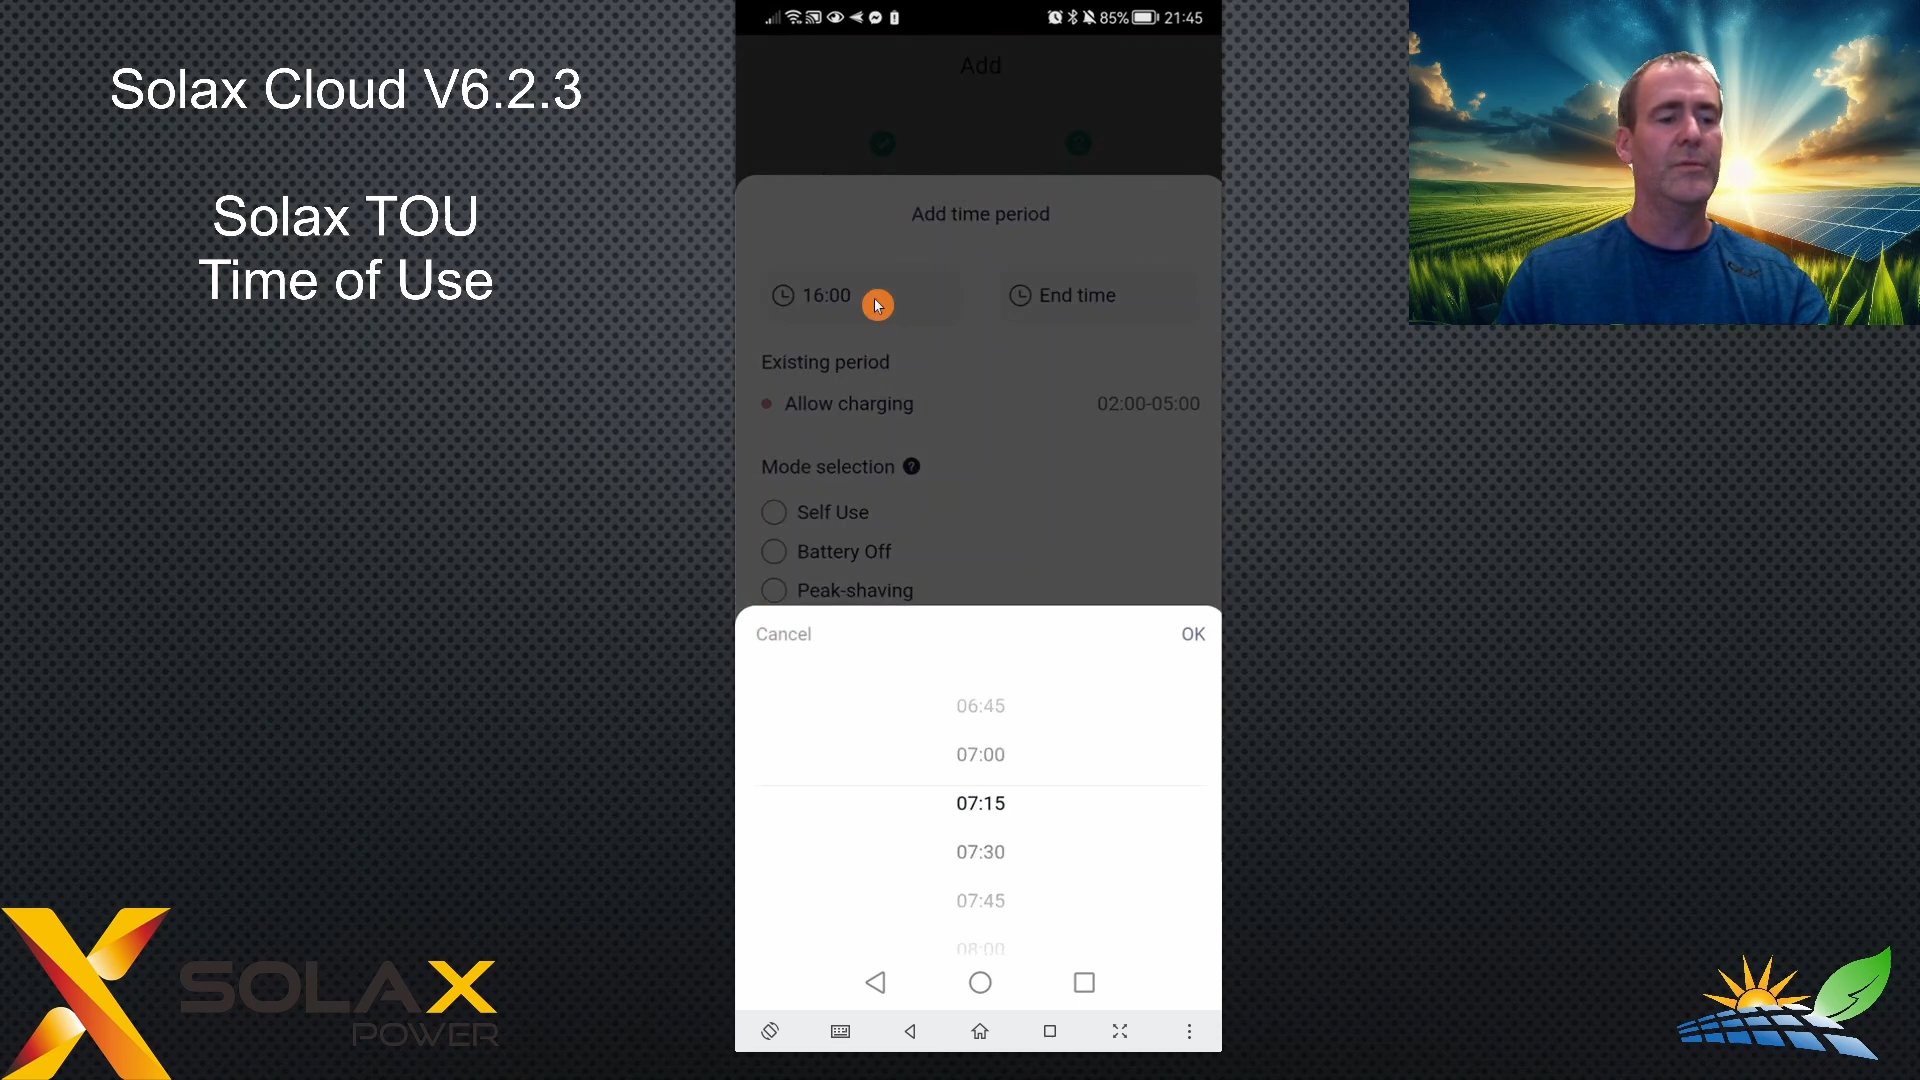 Solax Cloud V6.2.3
Solax TOU
Time of Use
85% 21:45
Add
Add time period
16:00 End time
Existing period
Allow charging 02:00-05:00
Mode selection ?
Self Use
Battery Off
Peak-shaving
Cancel OK
06:45
07:00
07:15
07:30
07:45
08:00
SOLAX
POWER